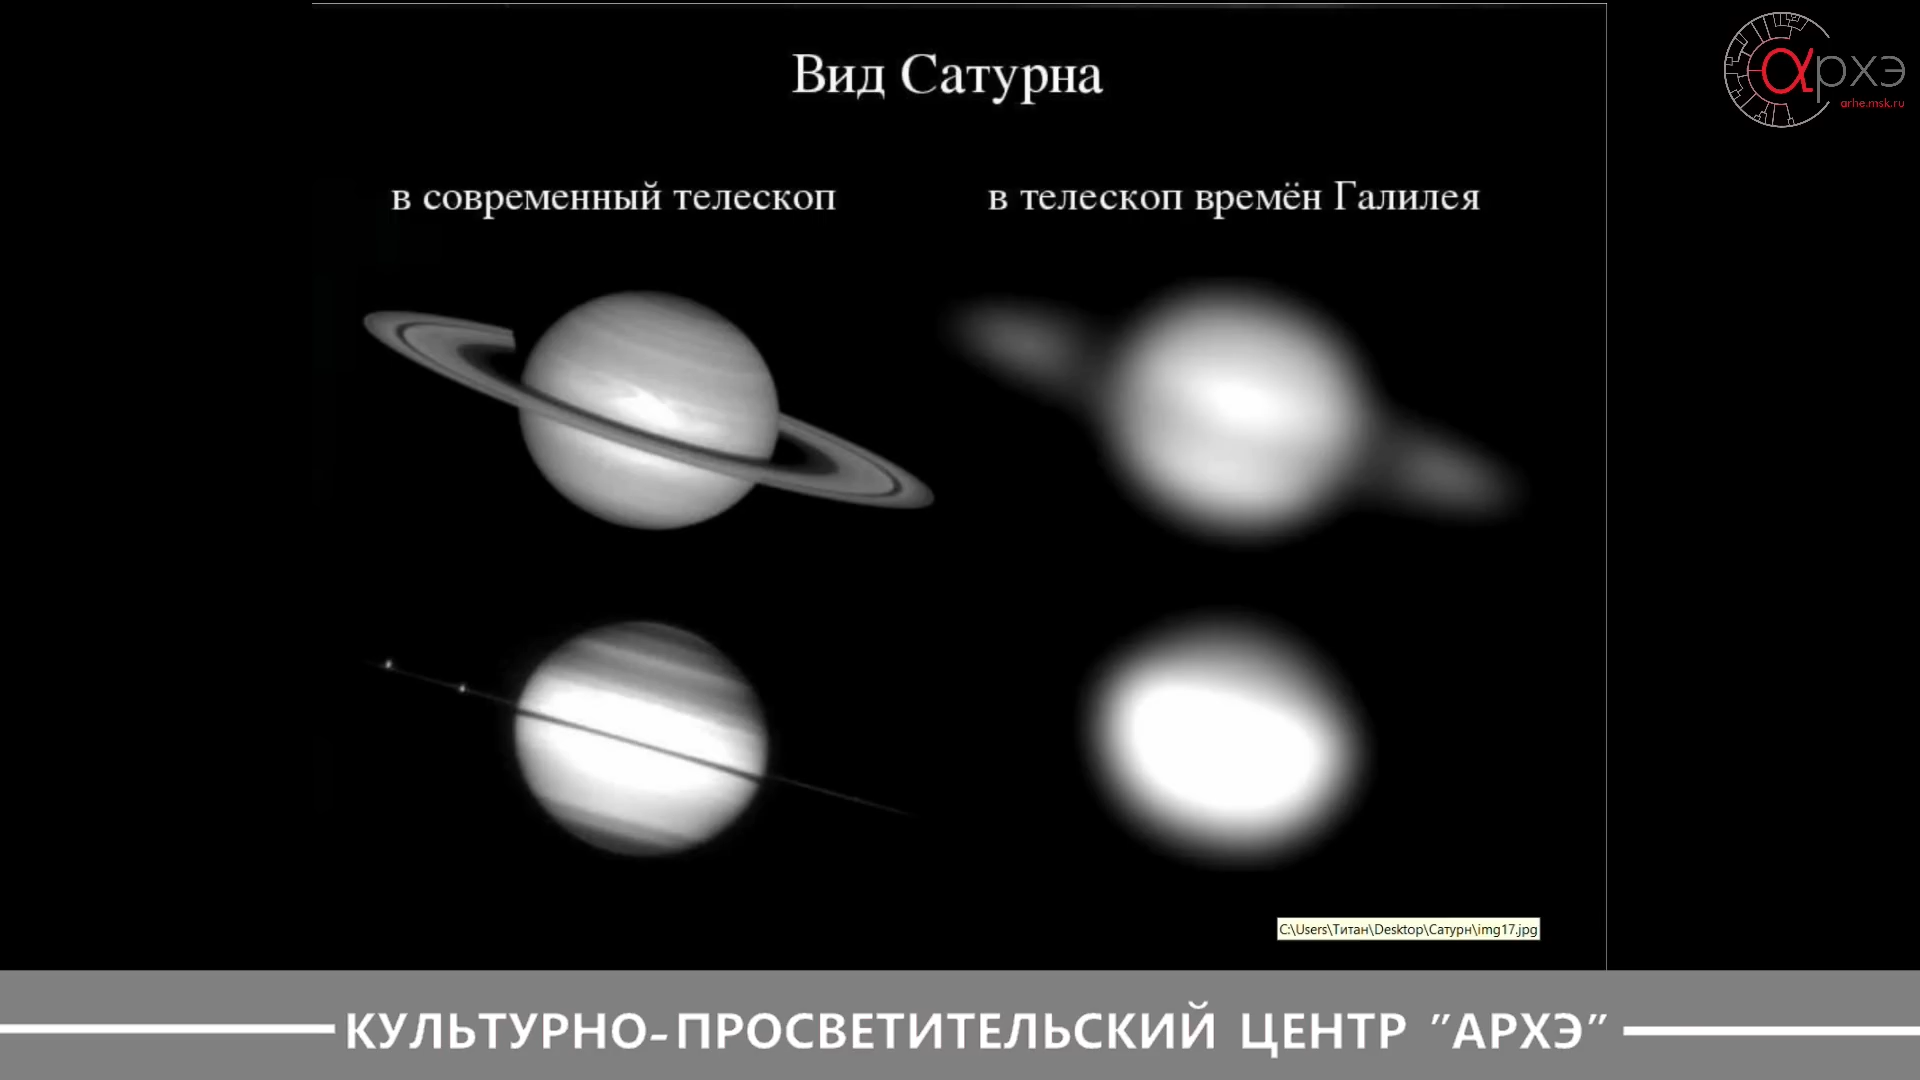 Вид Сатурна
αрхэ
arhe.msk.ru
в современный телескоп
в телескоп времён Галилея
C:\Users\Титан\Desktop\Сатурн\img17.jpg
КУЛЬТУРНО-ПРОСВЕТИТЕЛЬСКИЙ ЦЕНТР "АРХЭ"